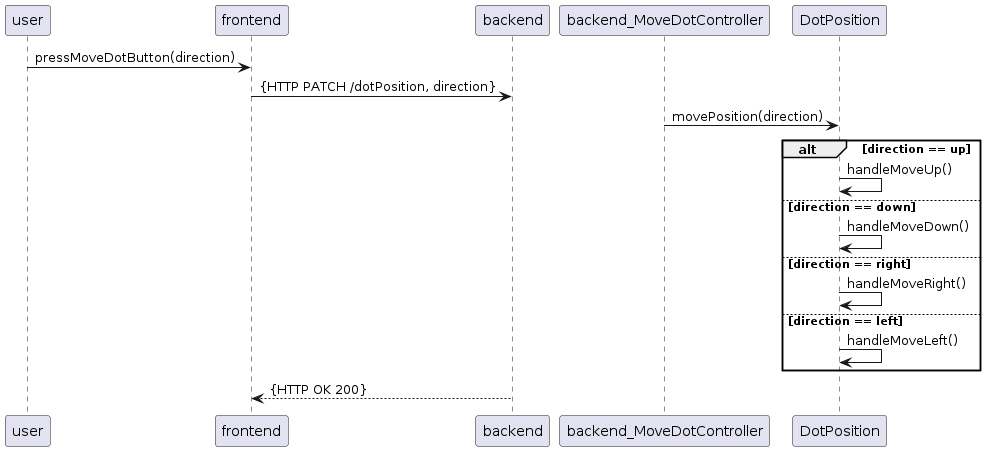 user frontend backend backend_MoveDotController DotPosition
pressMoveDotButton(direction)
{HTTP PATCH /dotPosition, direction}
movePosition(direction)
alt [direction == up]
handleMoveUp()
[direction == down]
handleMoveDown()
[direction == right]
handleMoveRight()
[direction == left]
handleMoveLeft()
{HTTP OK 200}
user frontend backend backend_MoveDotController DotPosition